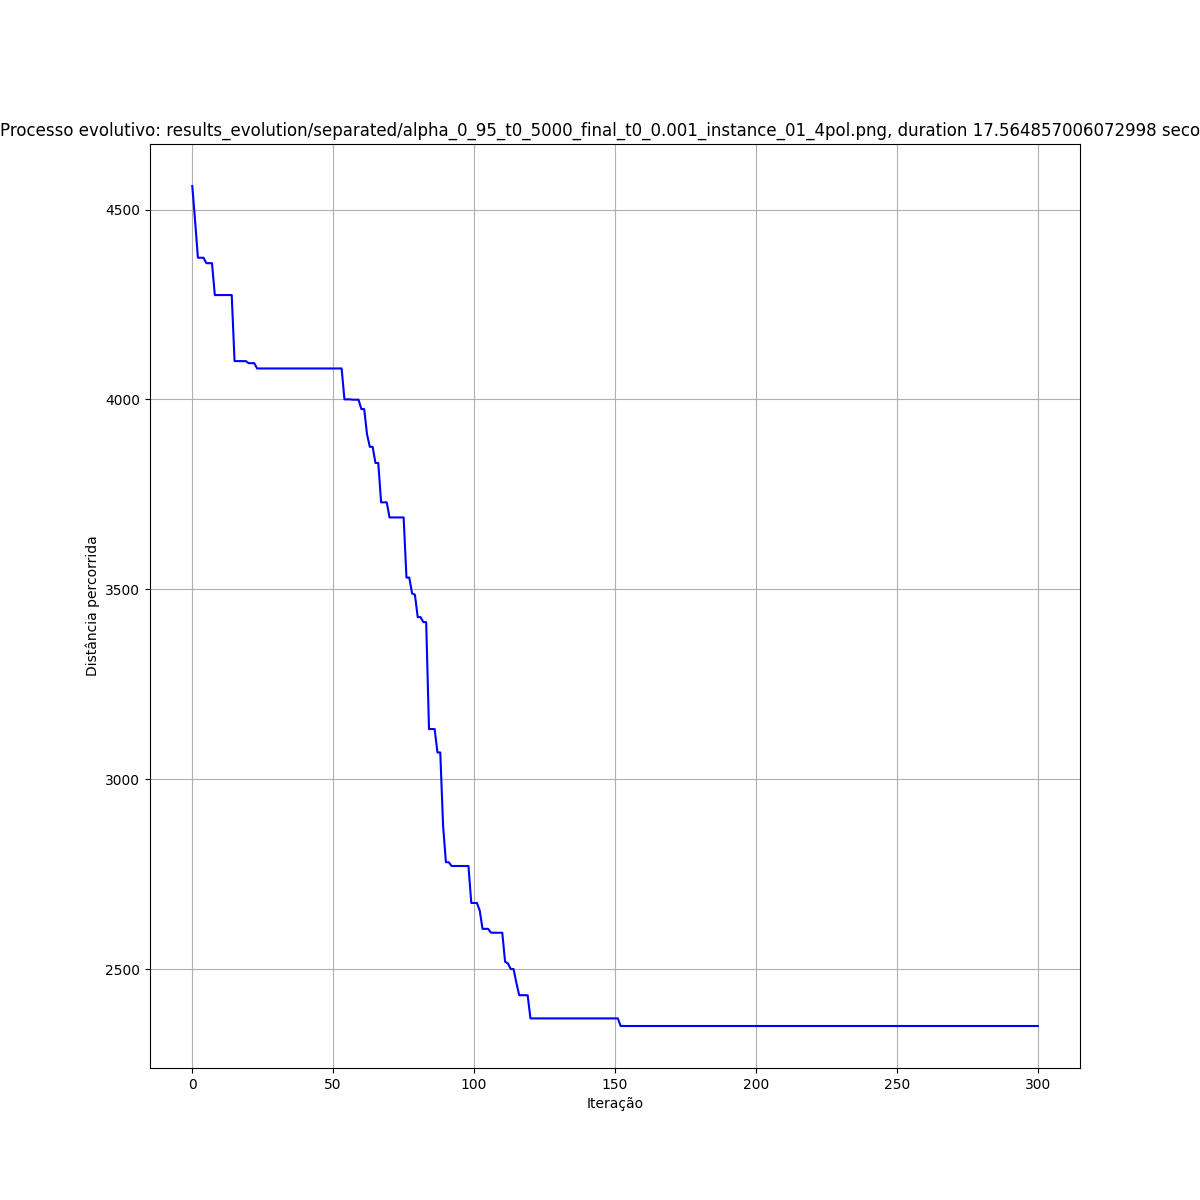 Processo evolutivo: results_evolution/separated/alpha_0_95_t0_5000_final_t0_0.001_instance_01_4pol.png, duration 17.564857006072998 seco
4500
4000
3500
3000
2500
Distância percorrida
0 50 100 150 200 250 300
Iteração